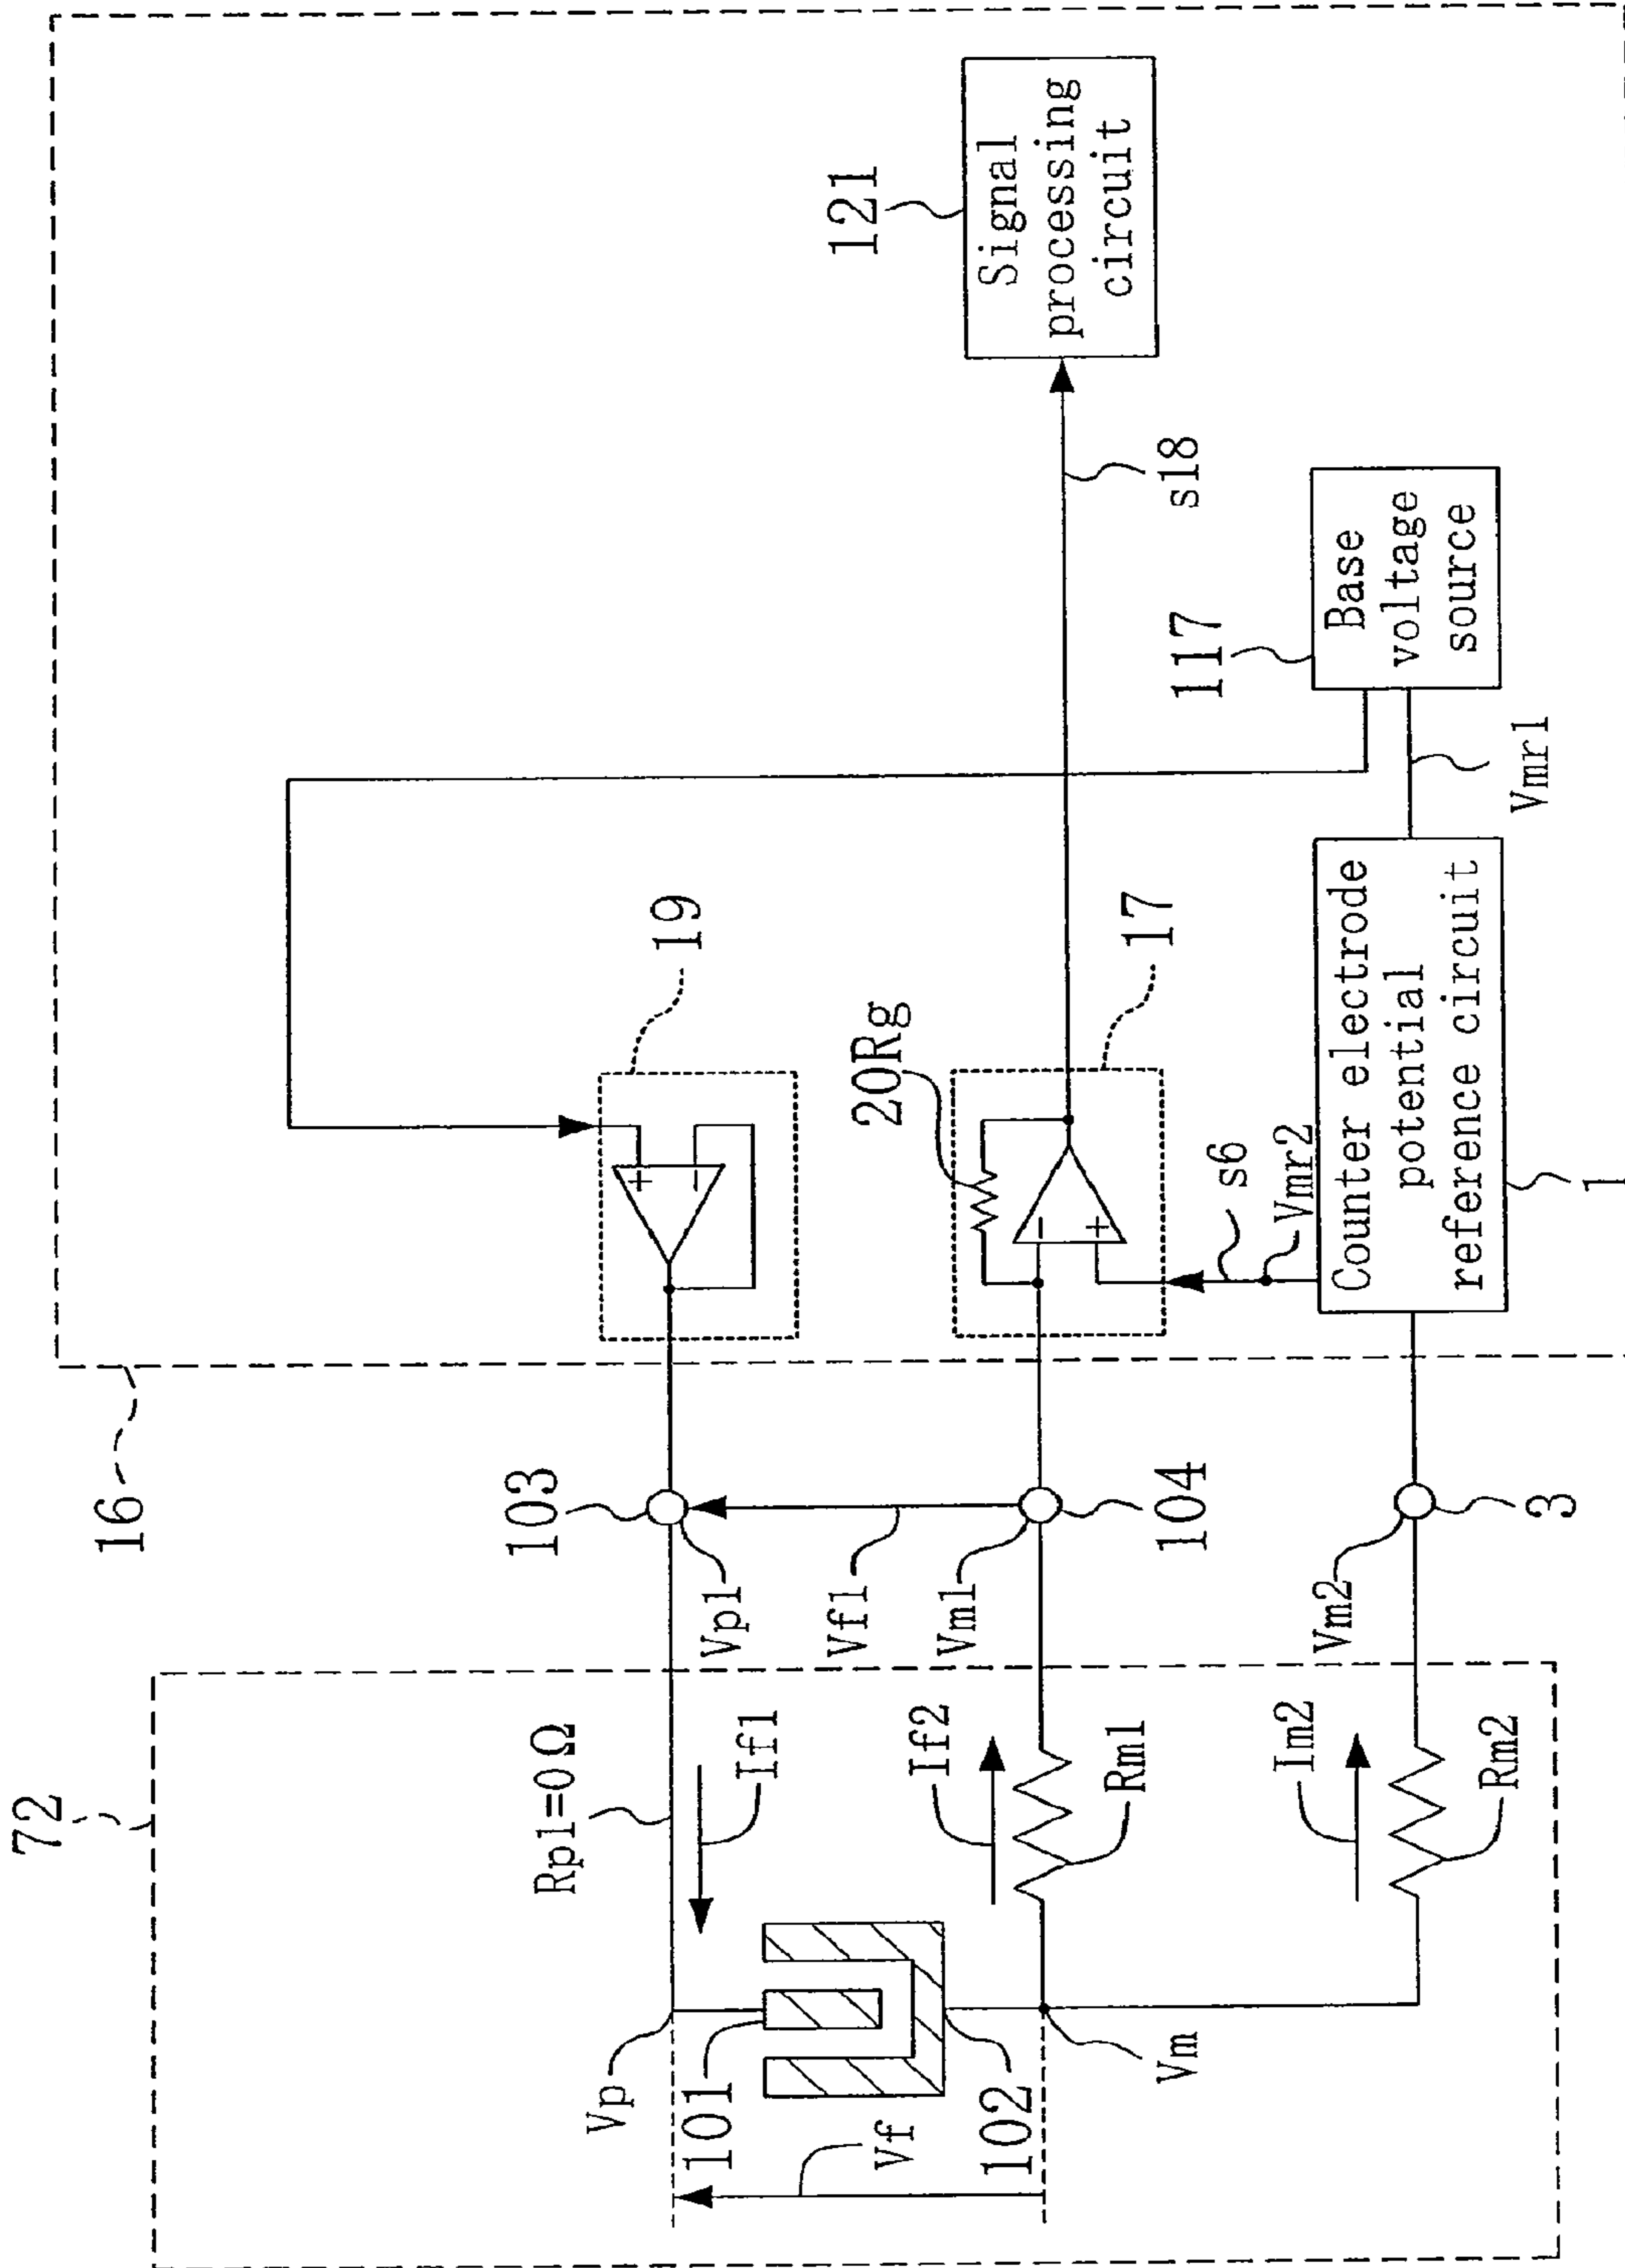 72
16
Rp1=0Ω
If1
Vp
101
Vf
102
Vm
If2
Rm1
Im2
Rm2
103
Vp1
Vf1
Vm1
104
Vm2
3
19
20Rg
17
s6
Vmr2
Counter electrode
potential
reference circuit
1
Vmr1
117
Base
voltage
source
s18
121
Signal
processing
circuit
+
−
−
+